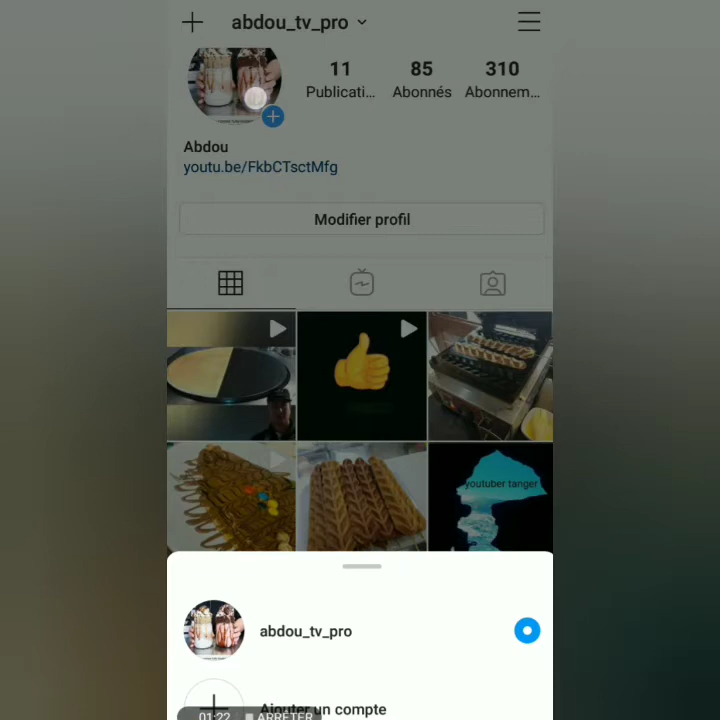 abdou_tv_pro
11 85 310
Publicati... Abonnés Abonnem...
Abdou
youtu.be/FkbCTsctMfg
Modifier profil
youtuber tanger
abdou_tv_pro
Ajouter un compte
01:22 ARRÊTER